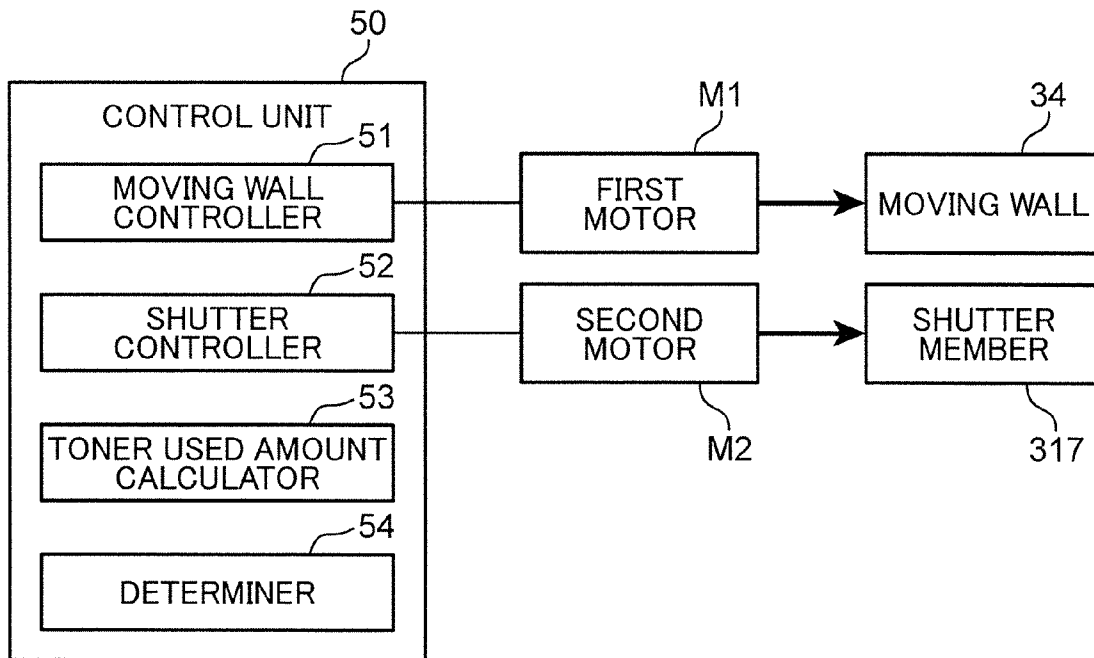 50
CONTROL UNIT
51
MOVING WALL
CONTROLLER
M1
FIRST
MOTOR
34
MOVING WALL
52
SHUTTER
CONTROLLER
SECOND
MOTOR
M2
SHUTTER
MEMBER
317
53
TONER USED AMOUNT
CALCULATOR
54
DETERMINER